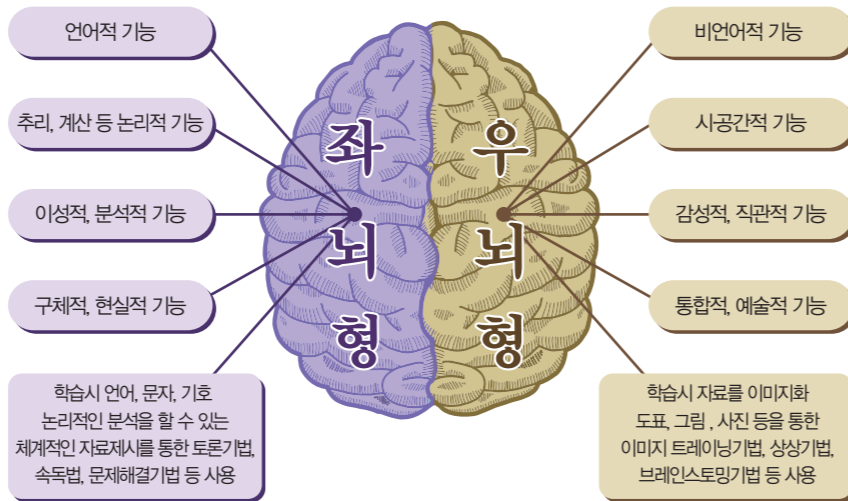 언어적 기능
추리, 계산 등 논리적 기능
이성적, 분석적 기능
구체적, 현실적 기능
학습시 언어, 문자, 기호
논리적인 분석을 할 수 있는
체계적인 자료제시를 통한 토론기법,
속독법, 문제해결기법 등 사용
좌
뇌
형
우
뇌
형
비언어적 기능
시·공간적 기능
감성적, 직관적 기능
통합적, 예술적 기능
학습시 자료를 이미지화
도표, 그림 , 사진 등을 통한
이미지 트레이닝기법, 상상기법,
브레인스토밍기법 등 사용